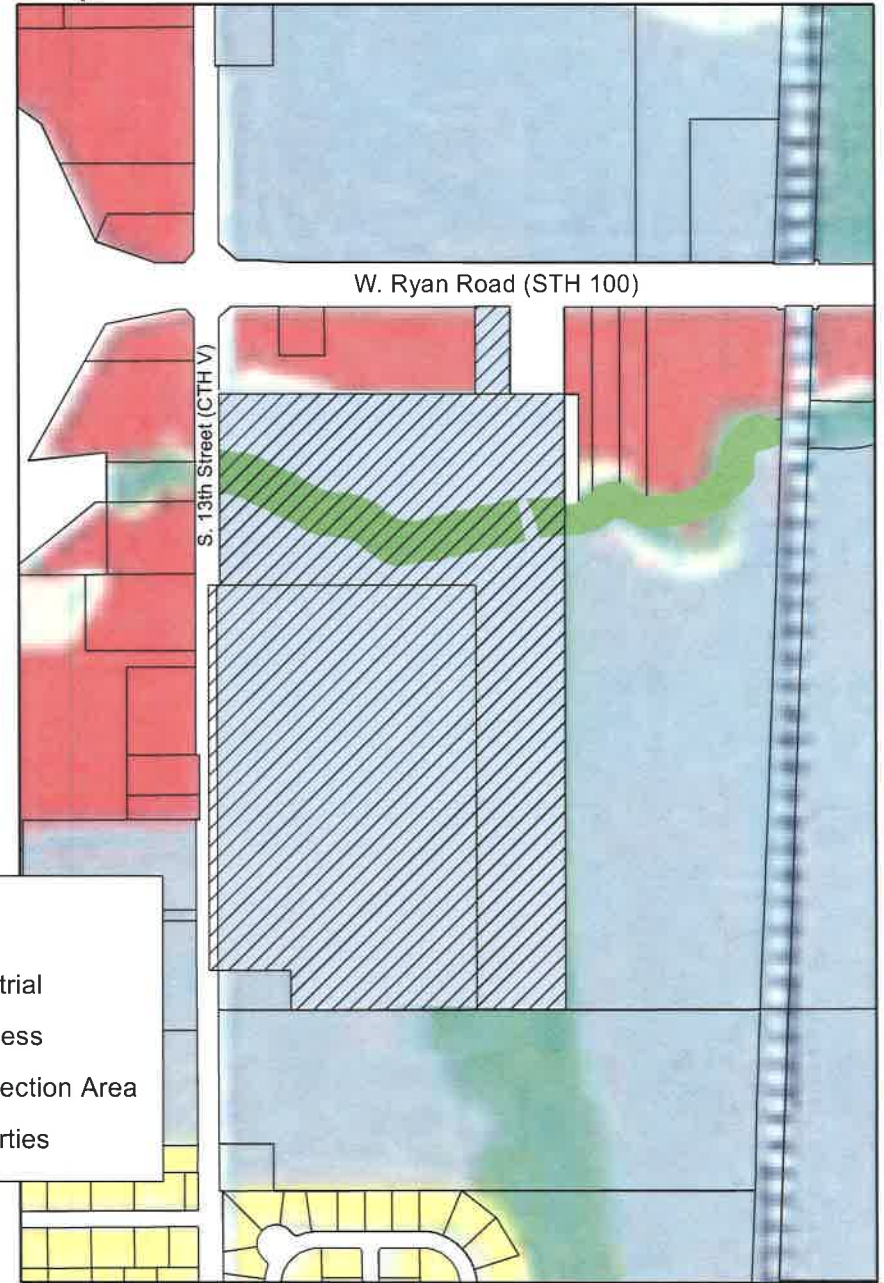 W. Ryan Road (STH 100)
S. 13th Street (CTH V)
trial
ess
ection Area
rties